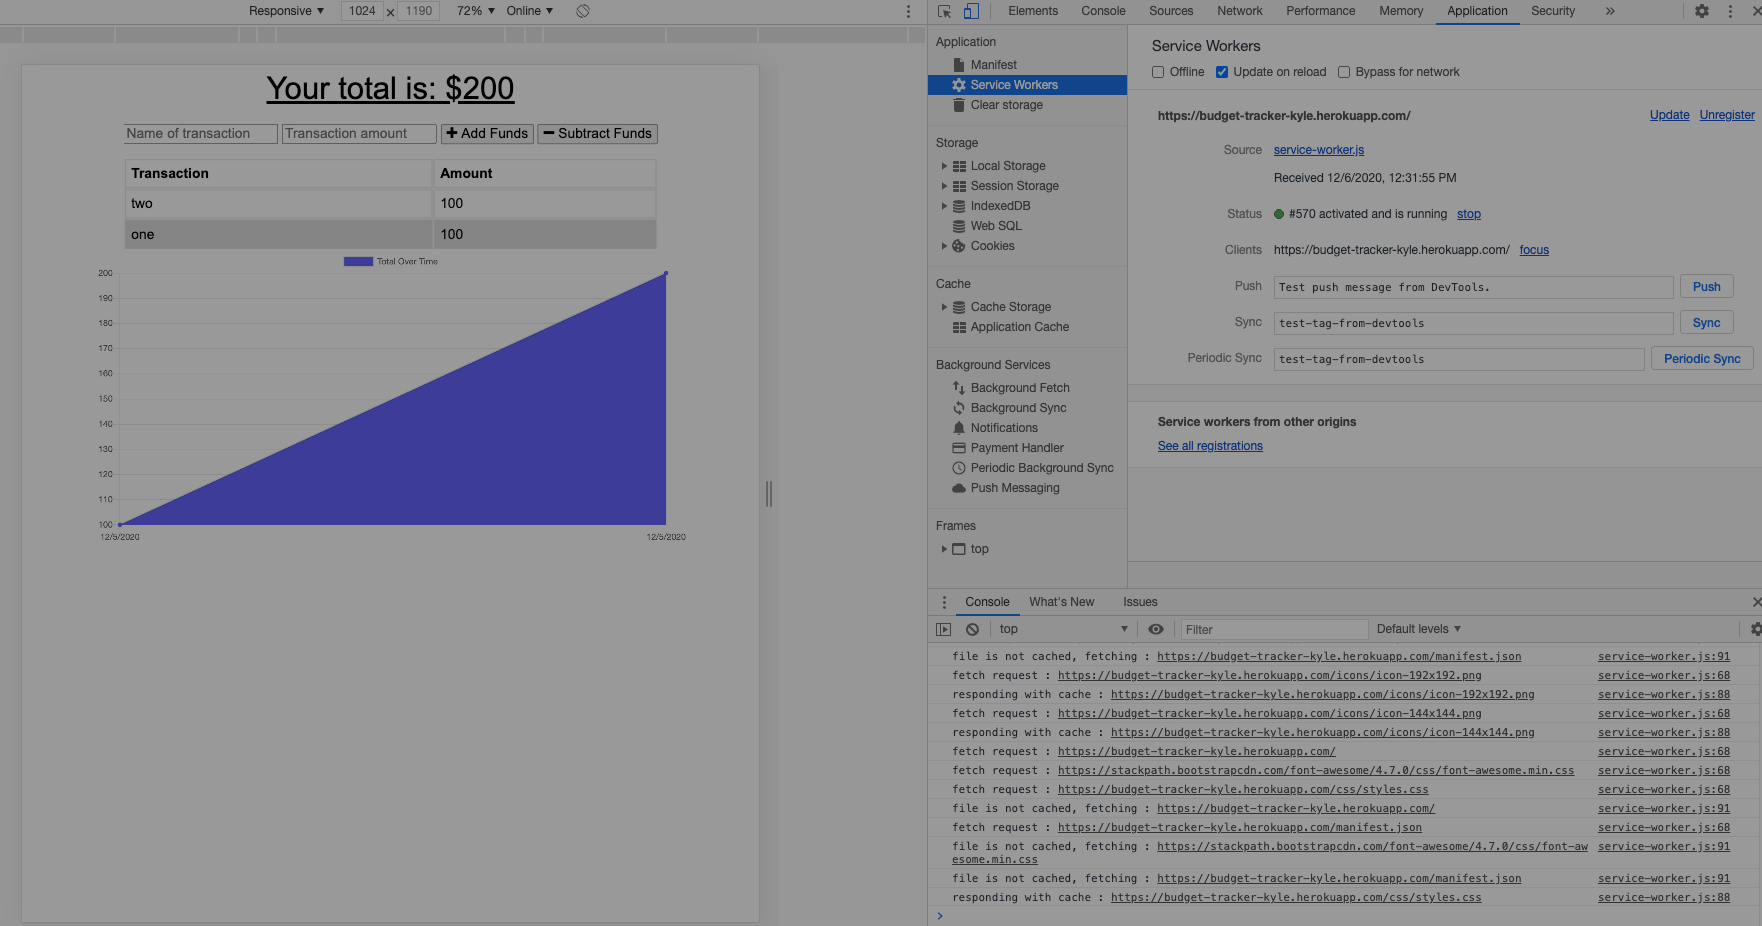 Responsive ▼ 1024 × 1190 72% ▼ Online ▼
Your total is: $200
Name of transaction Transaction amount + Add Funds − Subtract Funds
Transaction Amount
two 100
one 100
Total Over Time
200
190
180
170
160
150
140
130
120
110
100
12/5/2020 12/5/2020
Elements Console Sources Network Performance Memory Application Security »
Application
Manifest
Service Workers
Clear storage
Storage
Local Storage
Session Storage
IndexedDB
Web SQL
Cookies
Cache
Cache Storage
Application Cache
Background Services
Background Fetch
Background Sync
Notifications
Payment Handler
Periodic Background Sync
Push Messaging
Frames
top
Service Workers
Offline Update on reload Bypass for network
https://budget-tracker-kyle.herokuapp.com/ Update Unregister
Source service-worker.js
Received 12/6/2020, 12:31:55 PM
Status #570 activated and is running stop
Clients https://budget-tracker-kyle.herokuapp.com/ focus
Push Test push message from DevTools. Push
Sync test-tag-from-devtools Sync
Periodic Sync test-tag-from-devtools Periodic Sync
Service workers from other origins
See all registrations
Console What's New Issues
top ▼ Filter Default levels ▼
file is not cached, fetching : https://budget-tracker-kyle.herokuapp.com/manifest.json service-worker.js:91
fetch request : https://budget-tracker-kyle.herokuapp.com/icons/icon-192x192.png service-worker.js:68
responding with cache : https://budget-tracker-kyle.herokuapp.com/icons/icon-192x192.png service-worker.js:88
fetch request : https://budget-tracker-kyle.herokuapp.com/icons/icon-144x144.png service-worker.js:68
responding with cache : https://budget-tracker-kyle.herokuapp.com/icons/icon-144x144.png service-worker.js:88
fetch request : https://budget-tracker-kyle.herokuapp.com/ service-worker.js:68
fetch request : https://stackpath.bootstrapcdn.com/font-awesome/4.7.0/css/font-awesome.min.css service-worker.js:68
fetch request : https://budget-tracker-kyle.herokuapp.com/css/styles.css service-worker.js:68
file is not cached, fetching : https://budget-tracker-kyle.herokuapp.com/ service-worker.js:91
fetch request : https://budget-tracker-kyle.herokuapp.com/manifest.json service-worker.js:68
file is not cached, fetching : https://stackpath.bootstrapcdn.com/font-awesome/4.7.0/css/font-aw service-worker.js:91
esome.min.css
file is not cached, fetching : https://budget-tracker-kyle.herokuapp.com/manifest.json service-worker.js:91
responding with cache : https://budget-tracker-kyle.herokuapp.com/css/styles.css service-worker.js:88